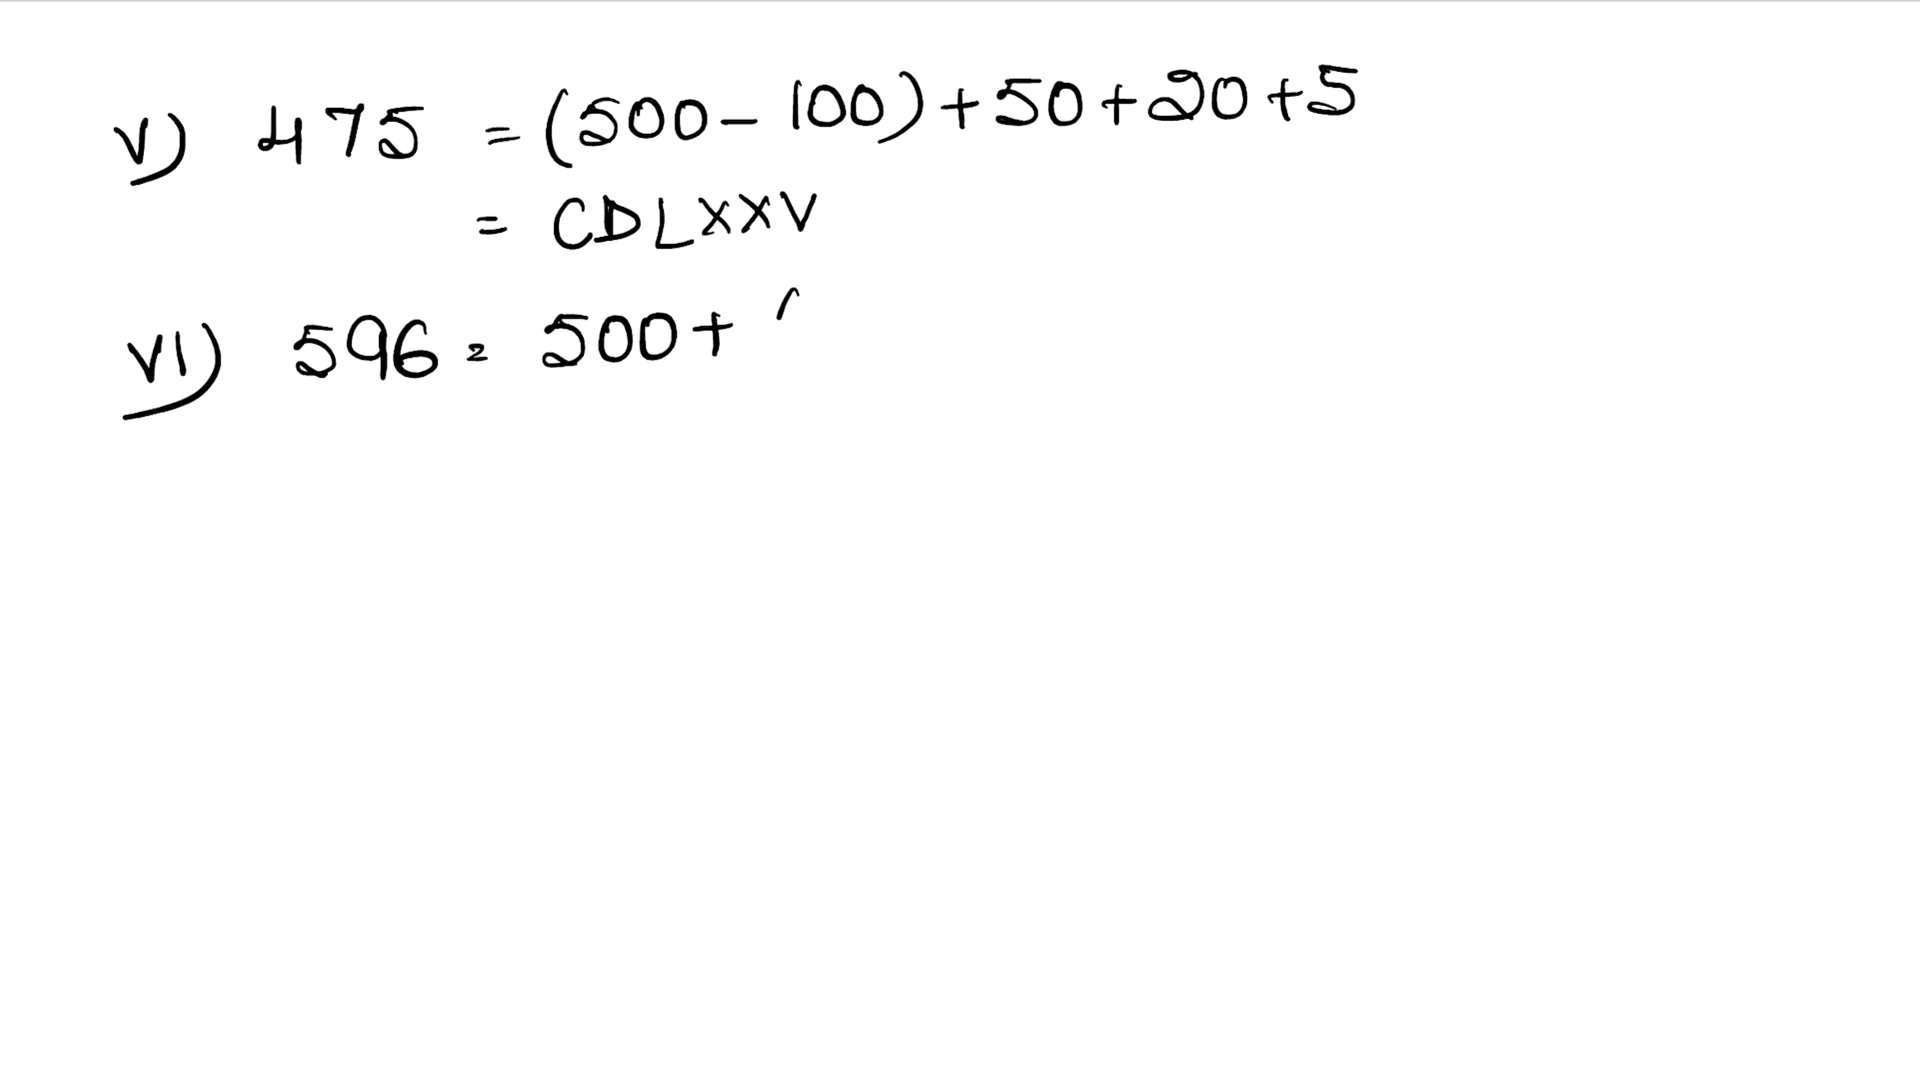 v) 475 = (500 - 100) + 50 + 20 + 5
= CDLXXV
vi) 596 = 500 + (